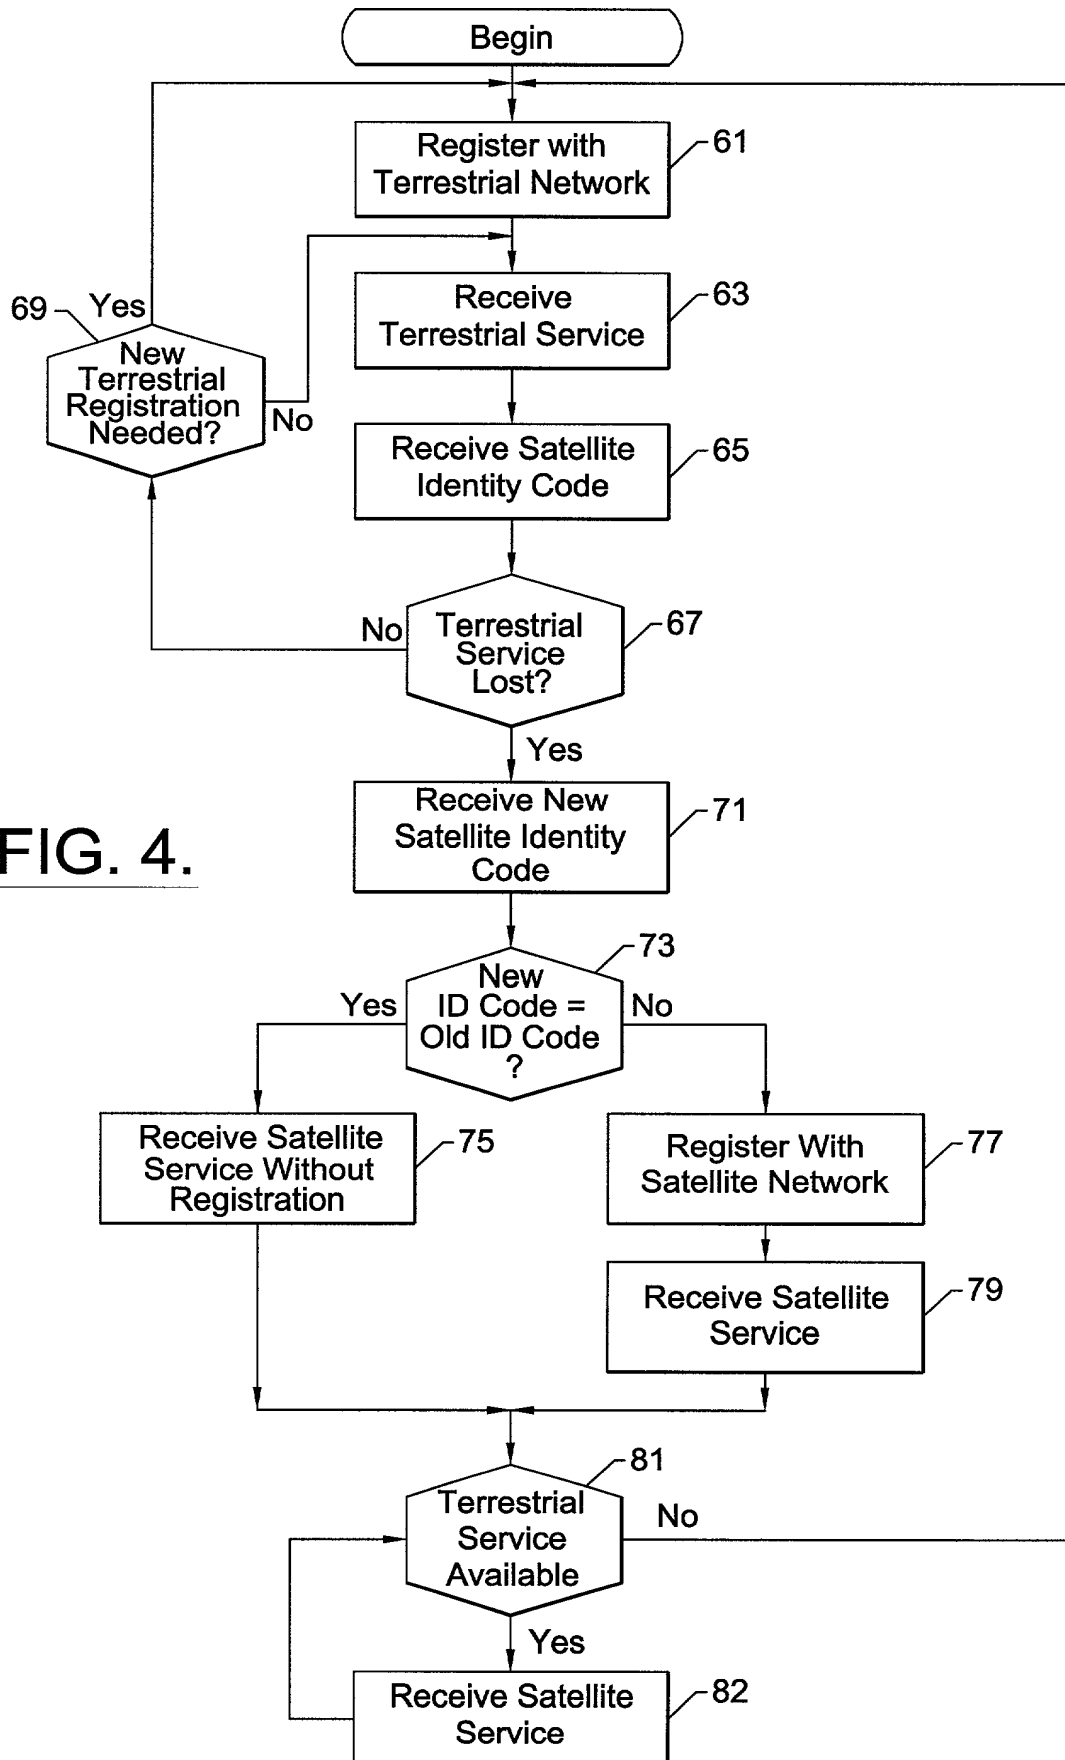 Begin
Register with
Terrestrial Network
61
Receive
Terrestrial Service
63
69
Yes
New
Terrestrial
Registration
Needed?
No
Receive Satellite
Identity Code
65
No
Terrestrial
Service
Lost?
67
Yes
Receive New
Satellite Identity
Code
71
FIG. 4.
73
Yes
New
ID Code =
Old ID Code
?
No
Receive Satellite
Service Without
Registration
75
Register With
Satellite Network
77
Receive Satellite
Service
79
81
Terrestrial
Service
Available
No
Yes
Receive Satellite
Service
82